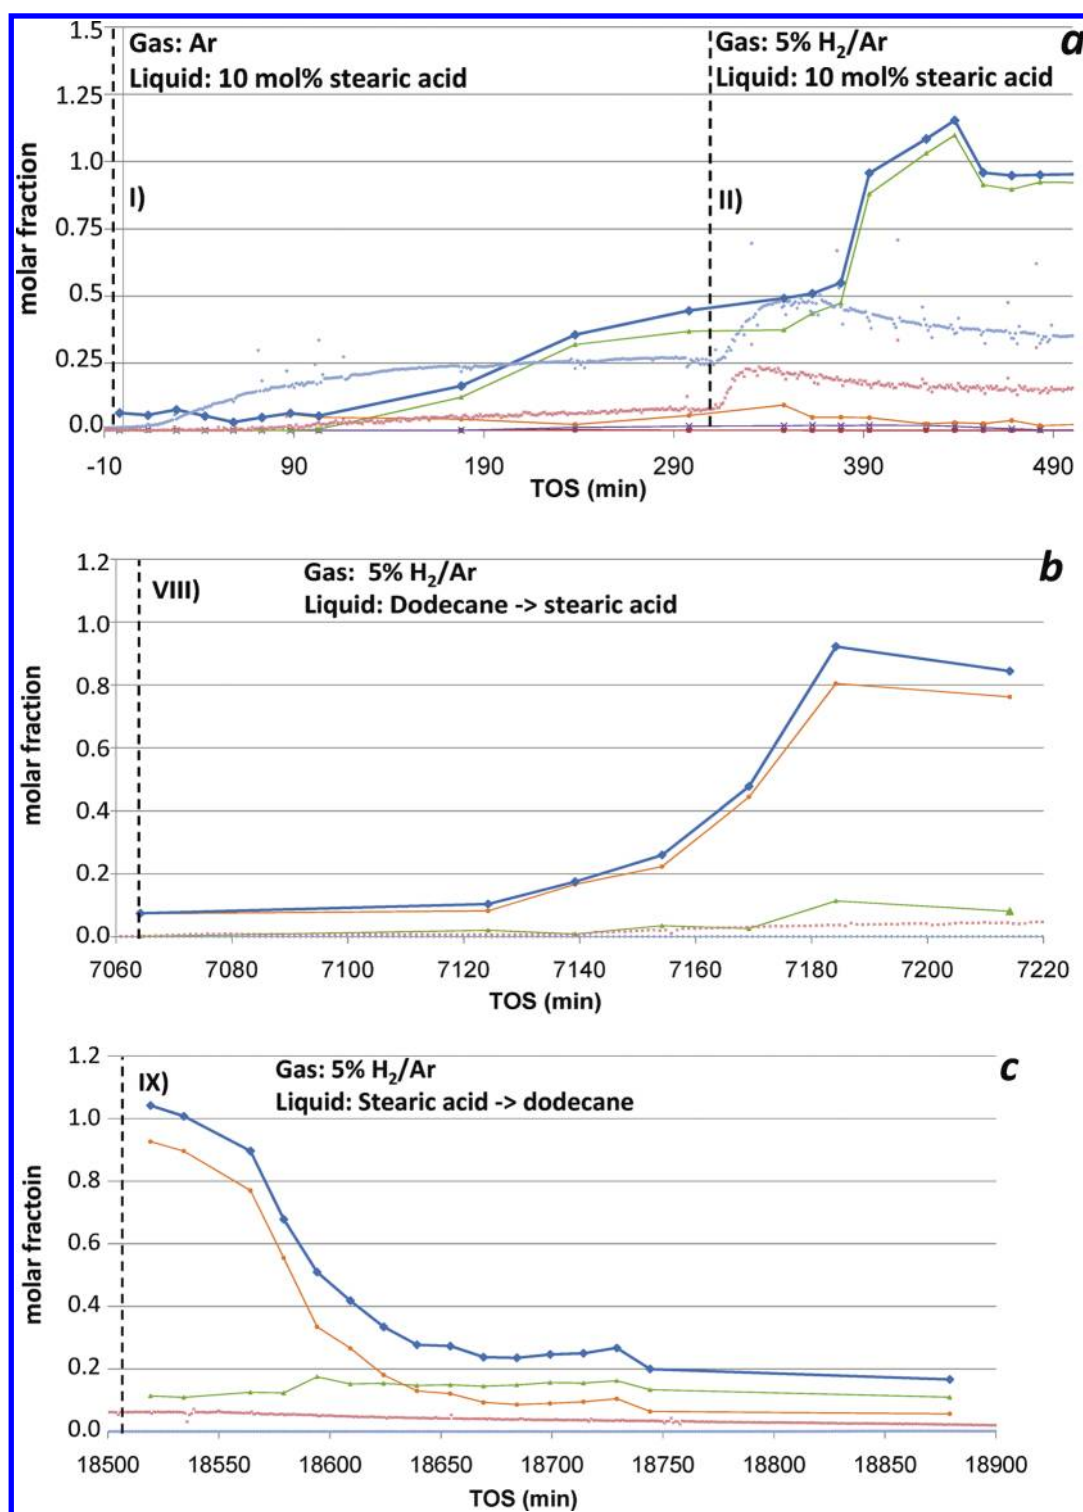 1.5
1.25
1.0
0.75
0.5
0.25
0.0
molar fraction
Gas: Ar
Liquid: 10 mol% stearic acid
Gas: 5% H2/Ar
Liquid: 10 mol% stearic acid
a
I)
II)
-10 90 190 290 390 490
TOS (min)
1.2
1.0
0.8
0.6
0.4
0.2
0.0
molar fraction
VIII)
Gas: 5% H2/Ar
Liquid: Dodecane -> stearic acid
b
7060 7080 7100 7120 7140 7160 7180 7200 7220
TOS (min)
1.2
1.0
0.8
0.6
0.4
0.2
0.0
molar fractoin
IX)
Gas: 5% H2/Ar
Liquid: Stearic acid -> dodecane
c
18500 18550 18600 18650 18700 18750 18800 18850 18900
TOS (min)